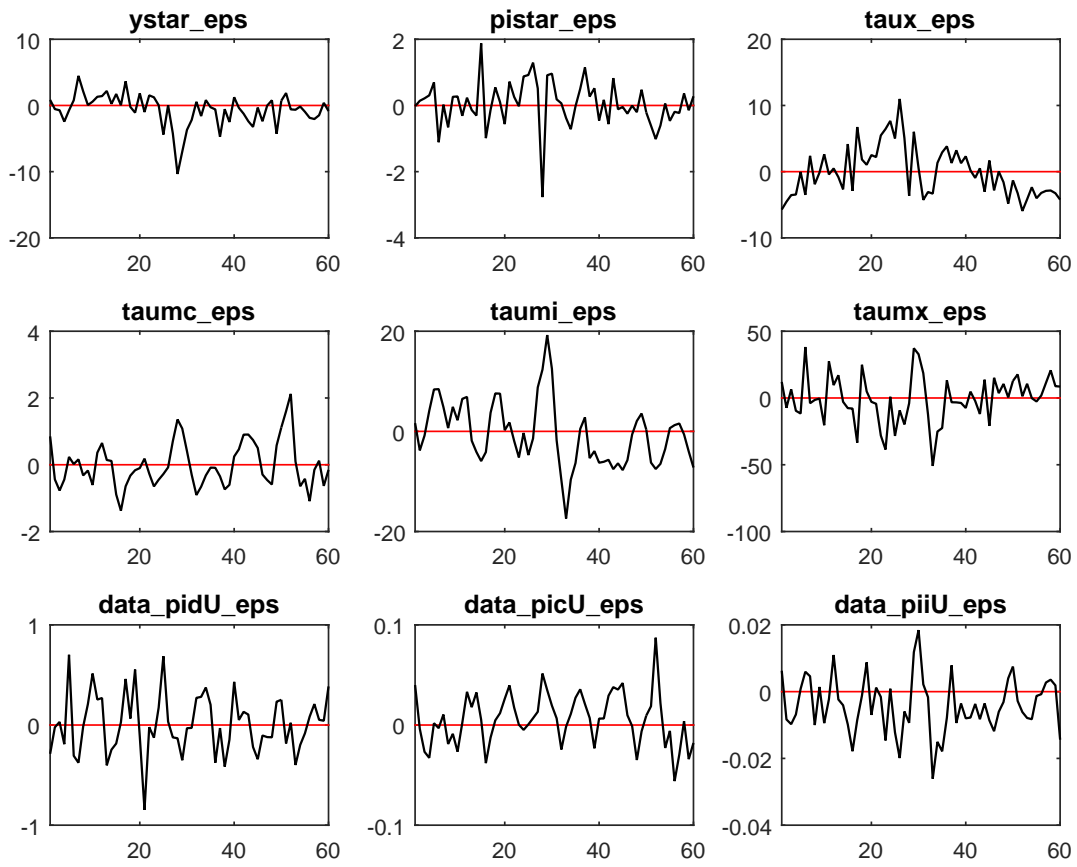 ystar_eps pistar_eps taux_eps
10 2 20
0 0 10
-10 -2 0
-20 -4 -10
20 40 60 20 40 60 20 40 60
taumc_eps taumi_eps taumx_eps
4 20 50
2 0 0
0 -20 -50
-2 -100
20 40 60 20 40 60 20 40 60
data_pidU_eps data_picU_eps data_piiU_eps
1 0.1 0.02
0 0 0
-1 -0.1 -0.02
-0.04
20 40 60 20 40 60 20 40 60